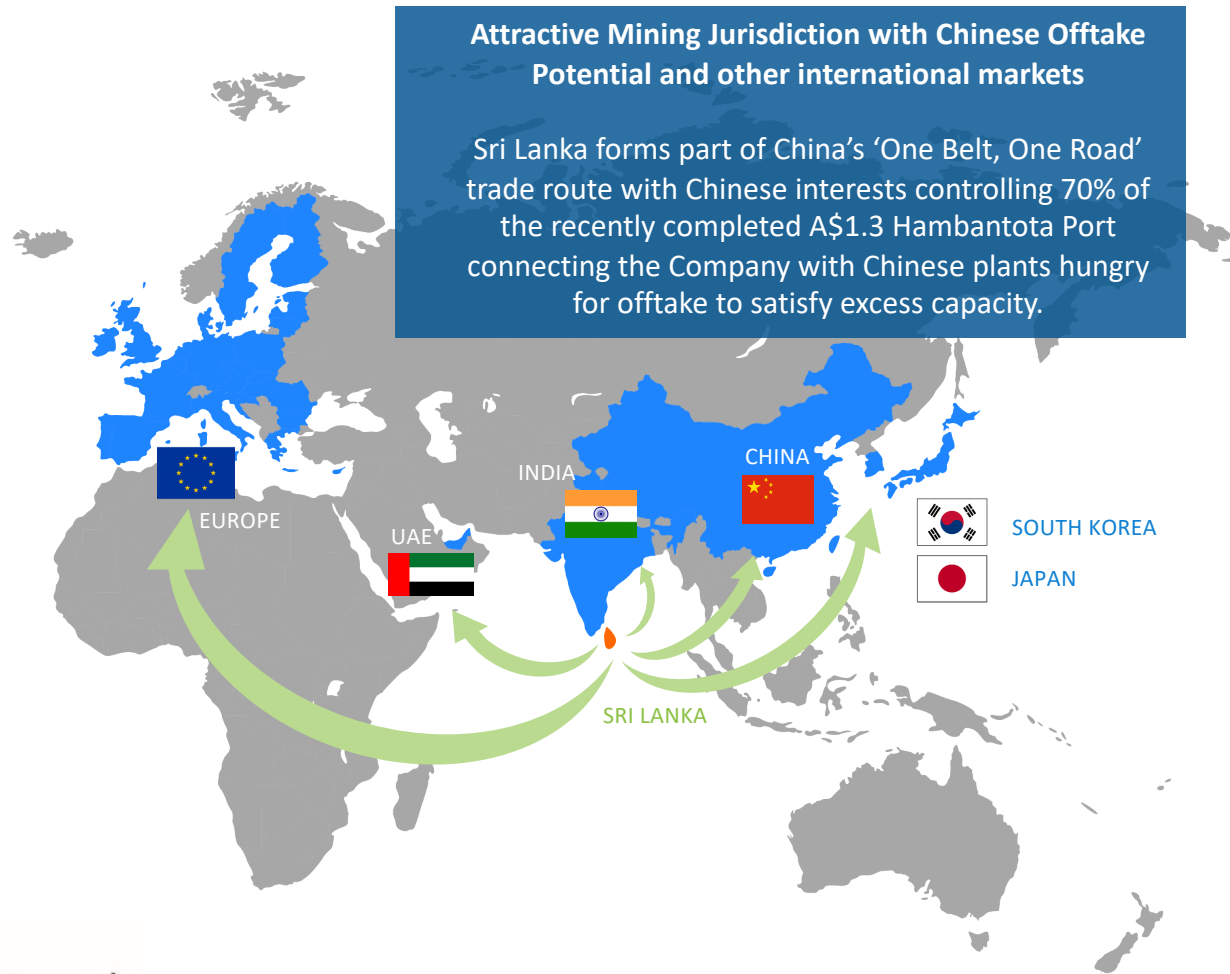 Attractive Mining Jurisdiction with Chinese Offtake
Potential and other international markets
Sri Lanka forms part of China's ‘One Belt, One Road’
trade route with Chinese interests controlling 70% of
the recently completed A$1.3 Hambantota Port
connecting the Company with Chinese plants hungry
for offtake to satisfy excess capacity.
INDIA
CHINA
EUROPE
UAE
SOUTH KOREA
JAPAN
SRI LANKA